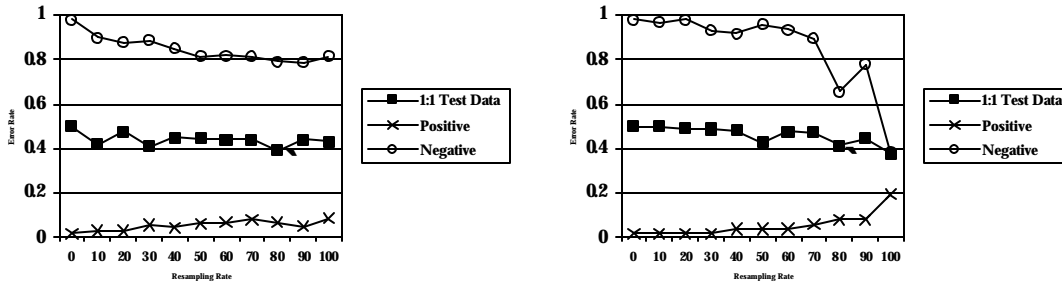 1
0.8
0.6
0.4
0.2
0
Error Rate
0 10 20 30 40 50 60 70 80 90 100
Resampling Rate
1:1 Test Data
Positive
Negative
1
0.8
0.6
0.4
0.2
0
Error Rate
0 10 20 30 40 50 60 70 80 90 100
Resampling Rate
1:1 Test Data
Positive
Negative